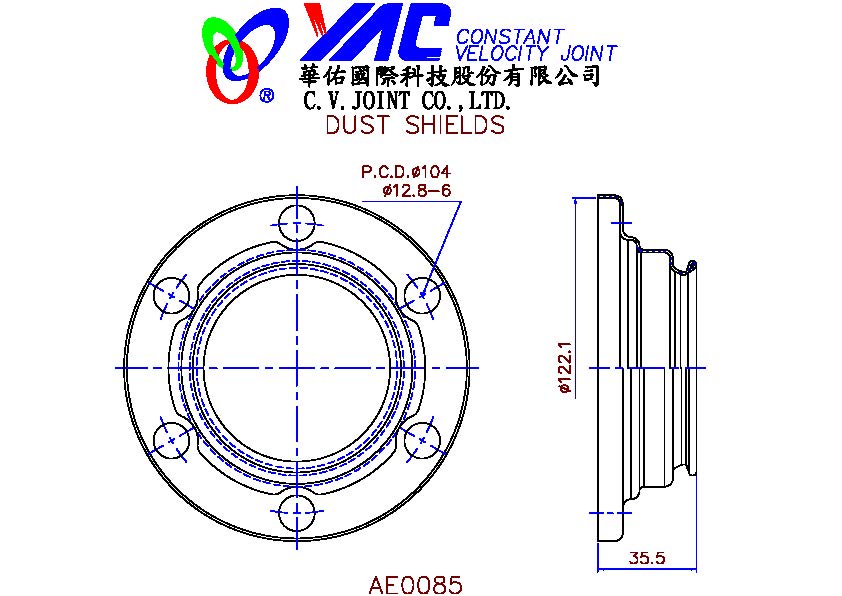 YAC CONSTANT
VELOCITY JOINT
®
華佑國際科技股份有限公司
C.V.JOINT CO.,LTD.
DUST SHIELDS
P.C.D.ø104
ø12.8-6
ø122.1
35.5
AE0085